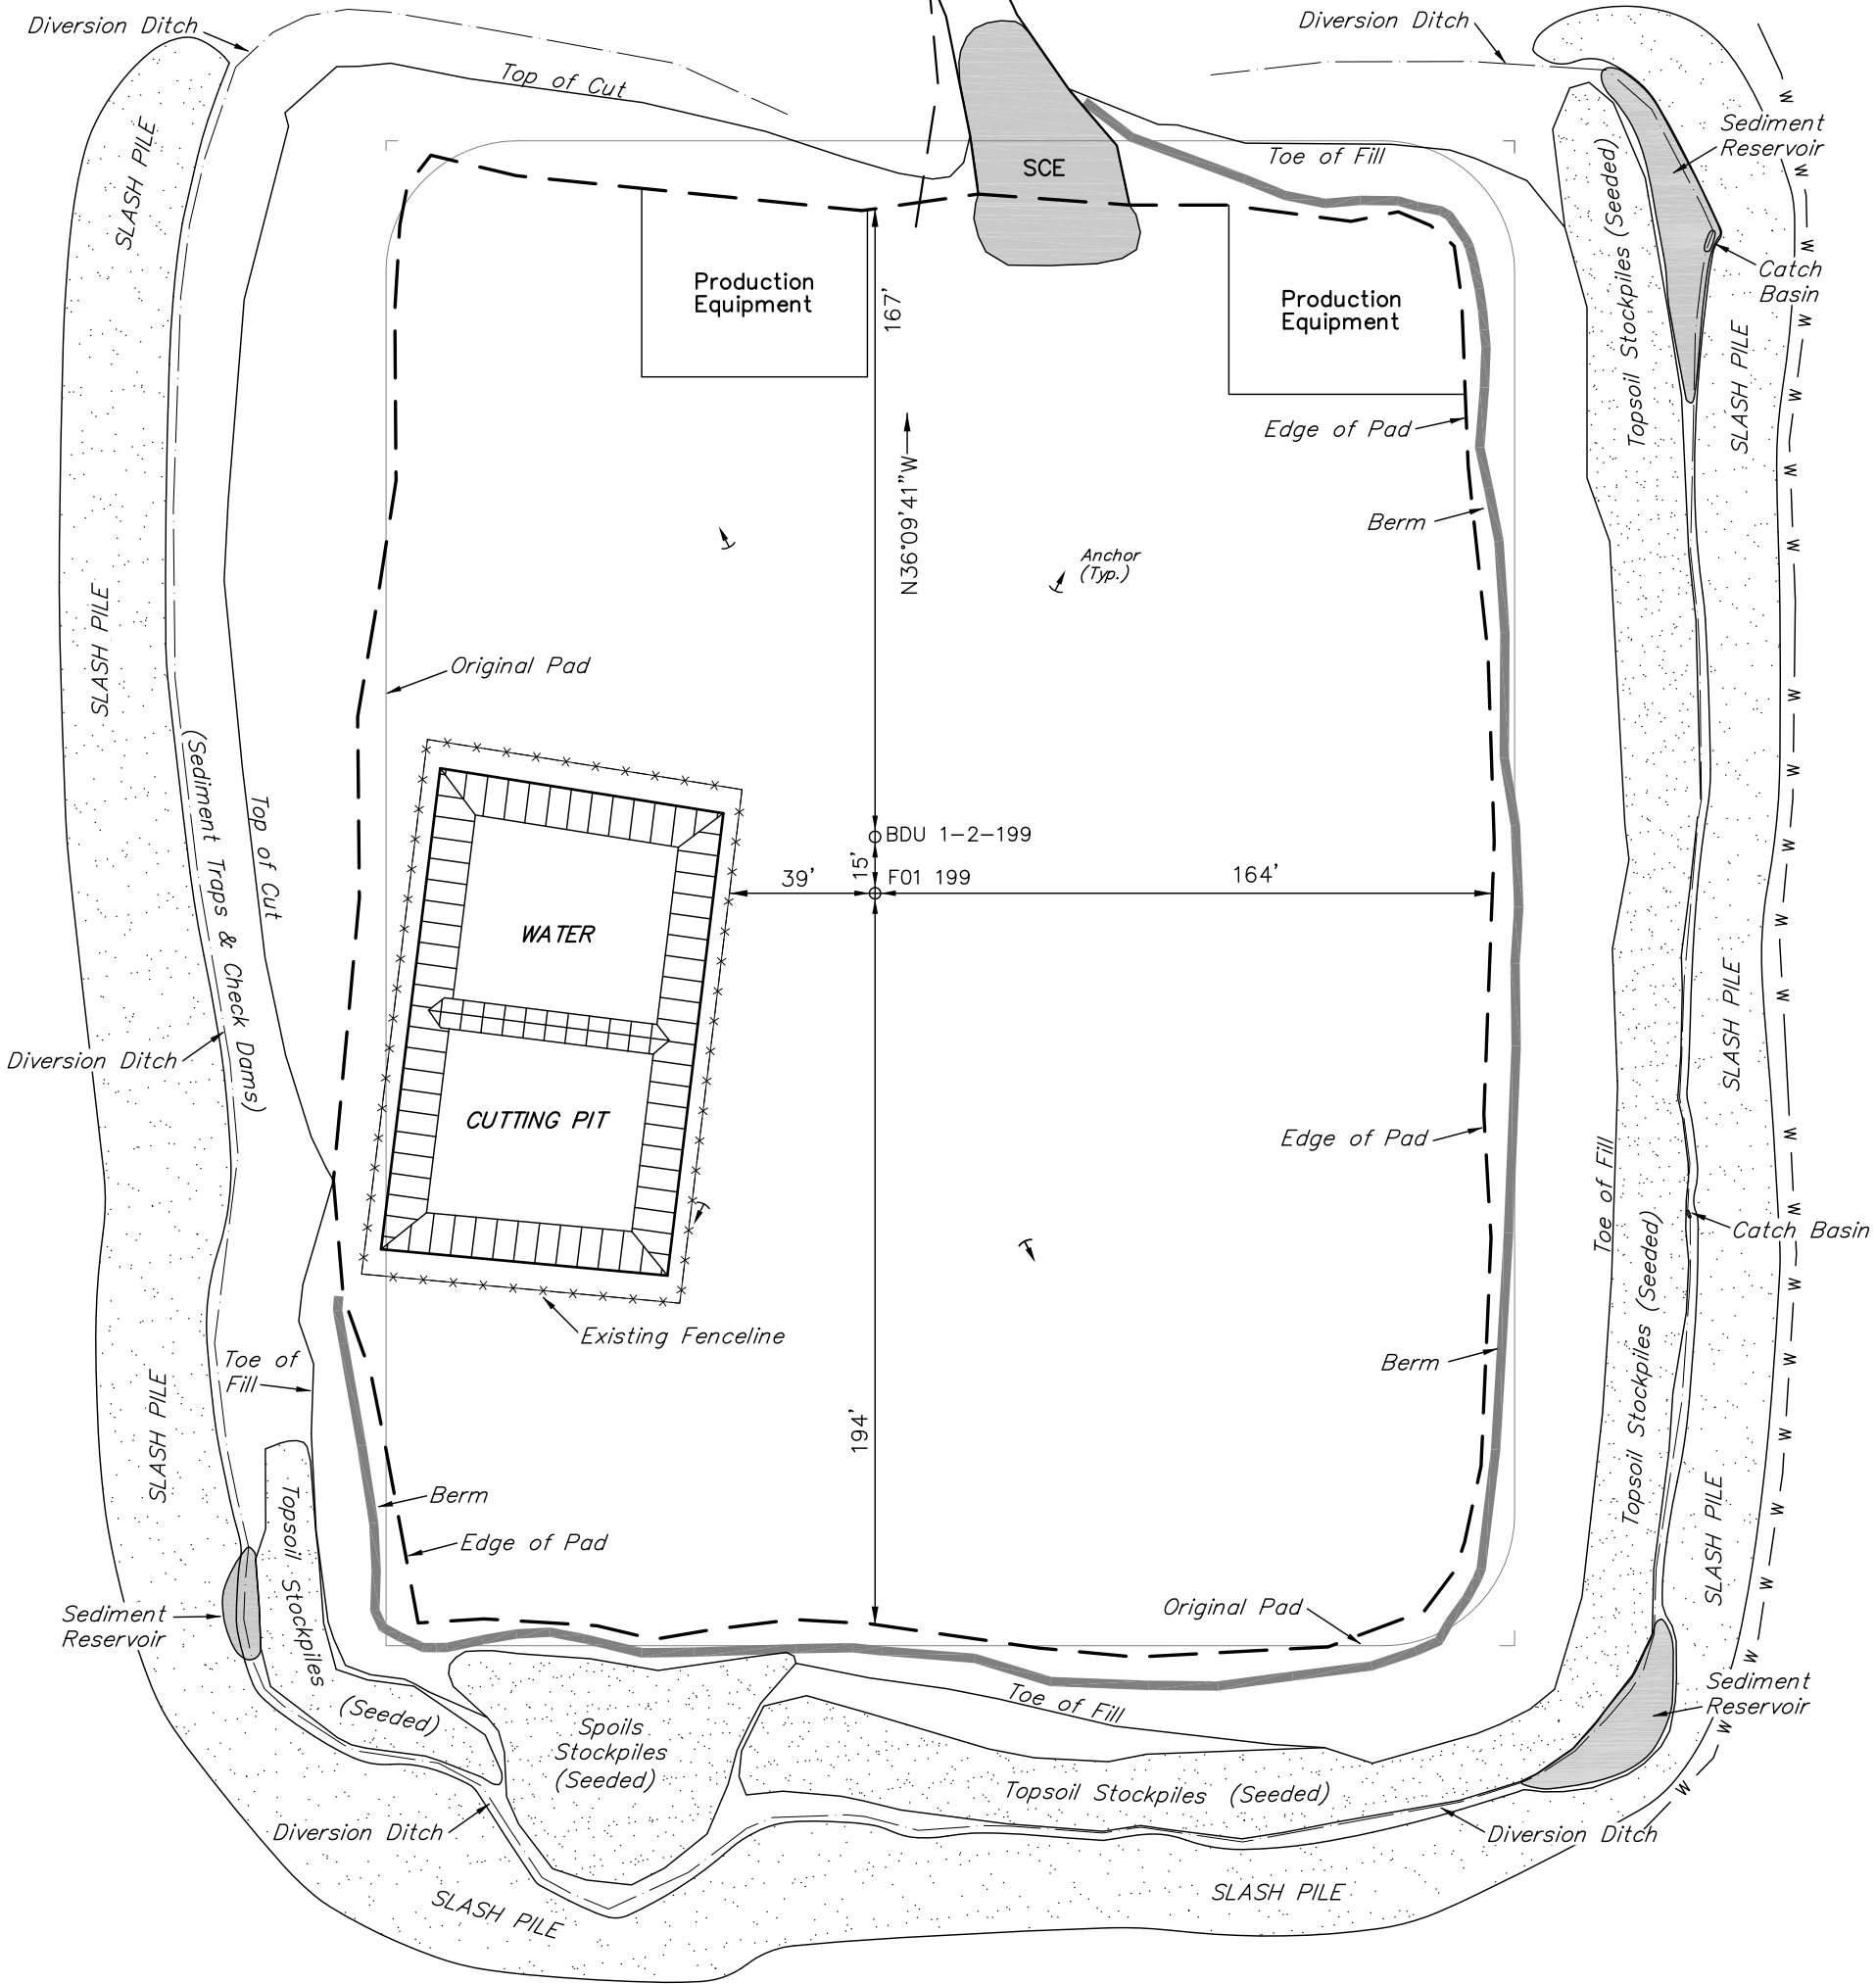 Diversion Ditch
Diversion Ditch
Top of Cut
SLASH PILE
Sediment
Reservoir
SCE
Toe of Fill
Topsoil Stockpiles (Seeded)
Catch
Basin
Production
Equipment
167'
Production
Equipment
SLASH PILE
Edge of Pad
N36°09'41"W
Berm
Anchor
(Typ.)
SLASH PILE
Original Pad
(Sediment Traps & Check Dams)
Top of Cut
BDU 1-2-199
15'
39'
F01 199
164'
WATER
SLASH PILE
Diversion Ditch
CUTTING PIT
Edge of Pad
Toe of Fill
Catch Basin
Topsoil Stockpiles (Seeded)
Existing Fenceline
Toe of
Fill
Berm
SLASH PILE
194'
SLASH PILE
Berm
Edge of Pad
Topsoil Stockpiles
(Seeded)
Sediment
Reservoir
Original Pad
Sediment
Reservoir
Toe of Fill
Spoils
Stockpiles
(Seeded)
Topsoil Stockpiles (Seeded)
Diversion Ditch
Diversion Ditch
SLASH PILE
SLASH PILE
W W W W W W W W W W W W W W W W W W W W W W W W W W W W